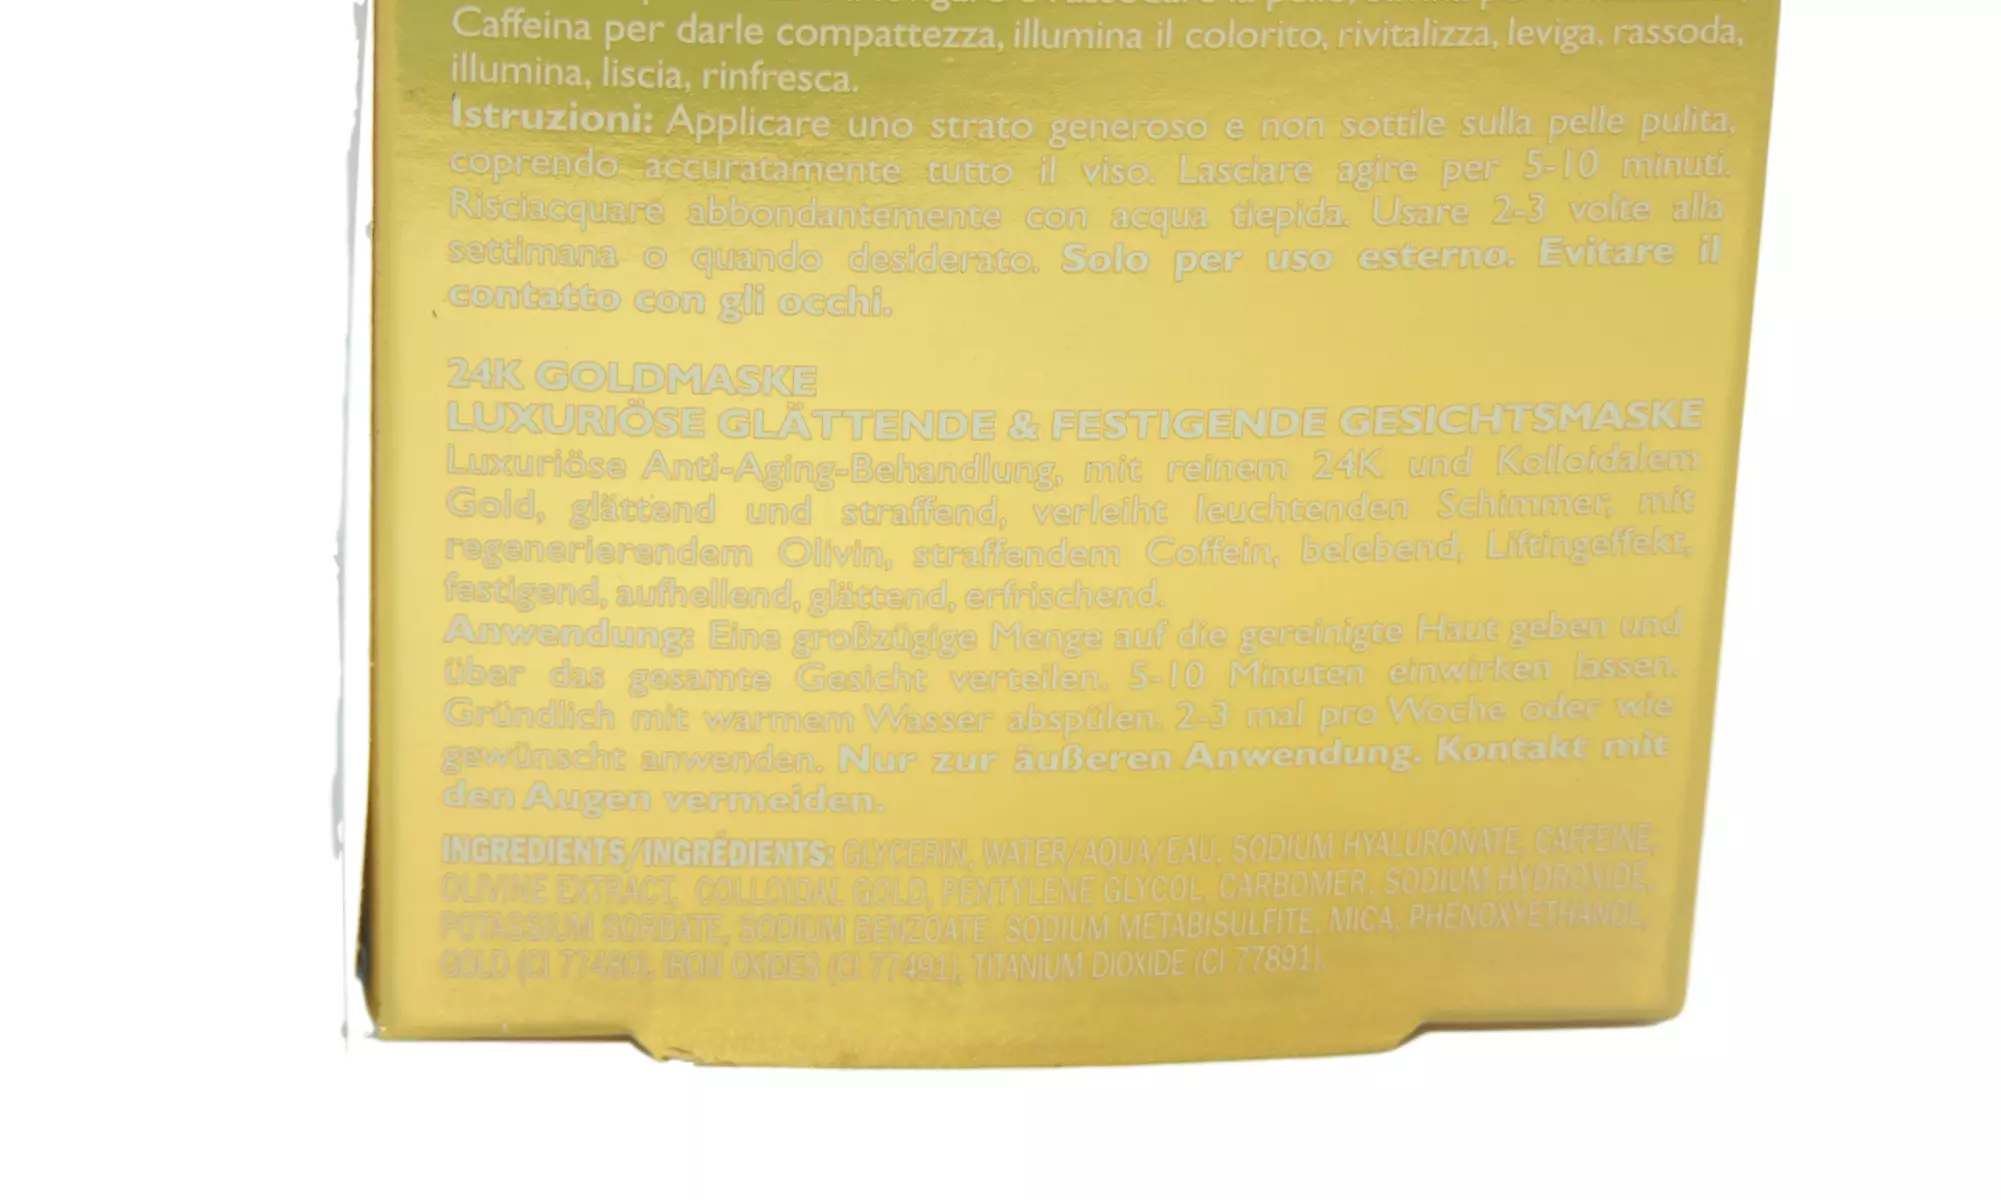 Caffeina per darle compattezza, illumina il colorito, rivitalizza, leviga, rassoda,
illumina, liscia, rinfresca.
Istruzioni: Applicare uno strato generoso e non sottile sulla pelle pulita,
coprendo accuratamente tutto il viso. Lasciare agire per 5-10 minuti.
Risciacquare abbondantemente con acqua tiepida. Usare 2-3 volte alla
settimana o quando desiderato. Solo per uso esterno. Evitare il
contatto con gli occhi.
24K GOLDMASKE
LUXURIÖSE GLÄTTENDE & FESTIGENDE GESICHTSMASKE
Luxuriöse Anti-Aging-Behandlung, mit reinem 24K und Kolloidalem
Gold, glättend und straffend, verleiht leuchtenden Schimmer, mit
regenerierendem Olivin, straffendem Coffein, belebend, Liftingeffekt,
festigend, aufhellend, glättend, erfrischend.
Anwendung: Eine großzügige Menge auf die gereinigte Haut geben und
über das gesamte Gesicht verteilen. 5-10 Minuten einwirken lassen.
Gründlich mit warmem Wasser abspülen. 2-3 mal pro Woche oder wie
gewünscht anwenden. Nur zur äußeren Anwendung. Kontakt mit
den Augen vermeiden.
INGREDIENTS/INGRÉDIENTS: GLYCERIN, WATER/AQUA/EAU, SODIUM HYALURONATE, CAFFEINE,
OLIVINE EXTRACT, COLLOIDAL GOLD, PENTYLENE GLYCOL, CARBOMER, SODIUM HYDROXIDE,
POTASSIUM SORBATE, SODIUM BENZOATE, SODIUM METABISULFITE, MICA, PHENOXYETHANOL,
GOLD (CI 77480), IRON OXIDES (CI 77491), TITANIUM DIOXIDE (CI 77891).